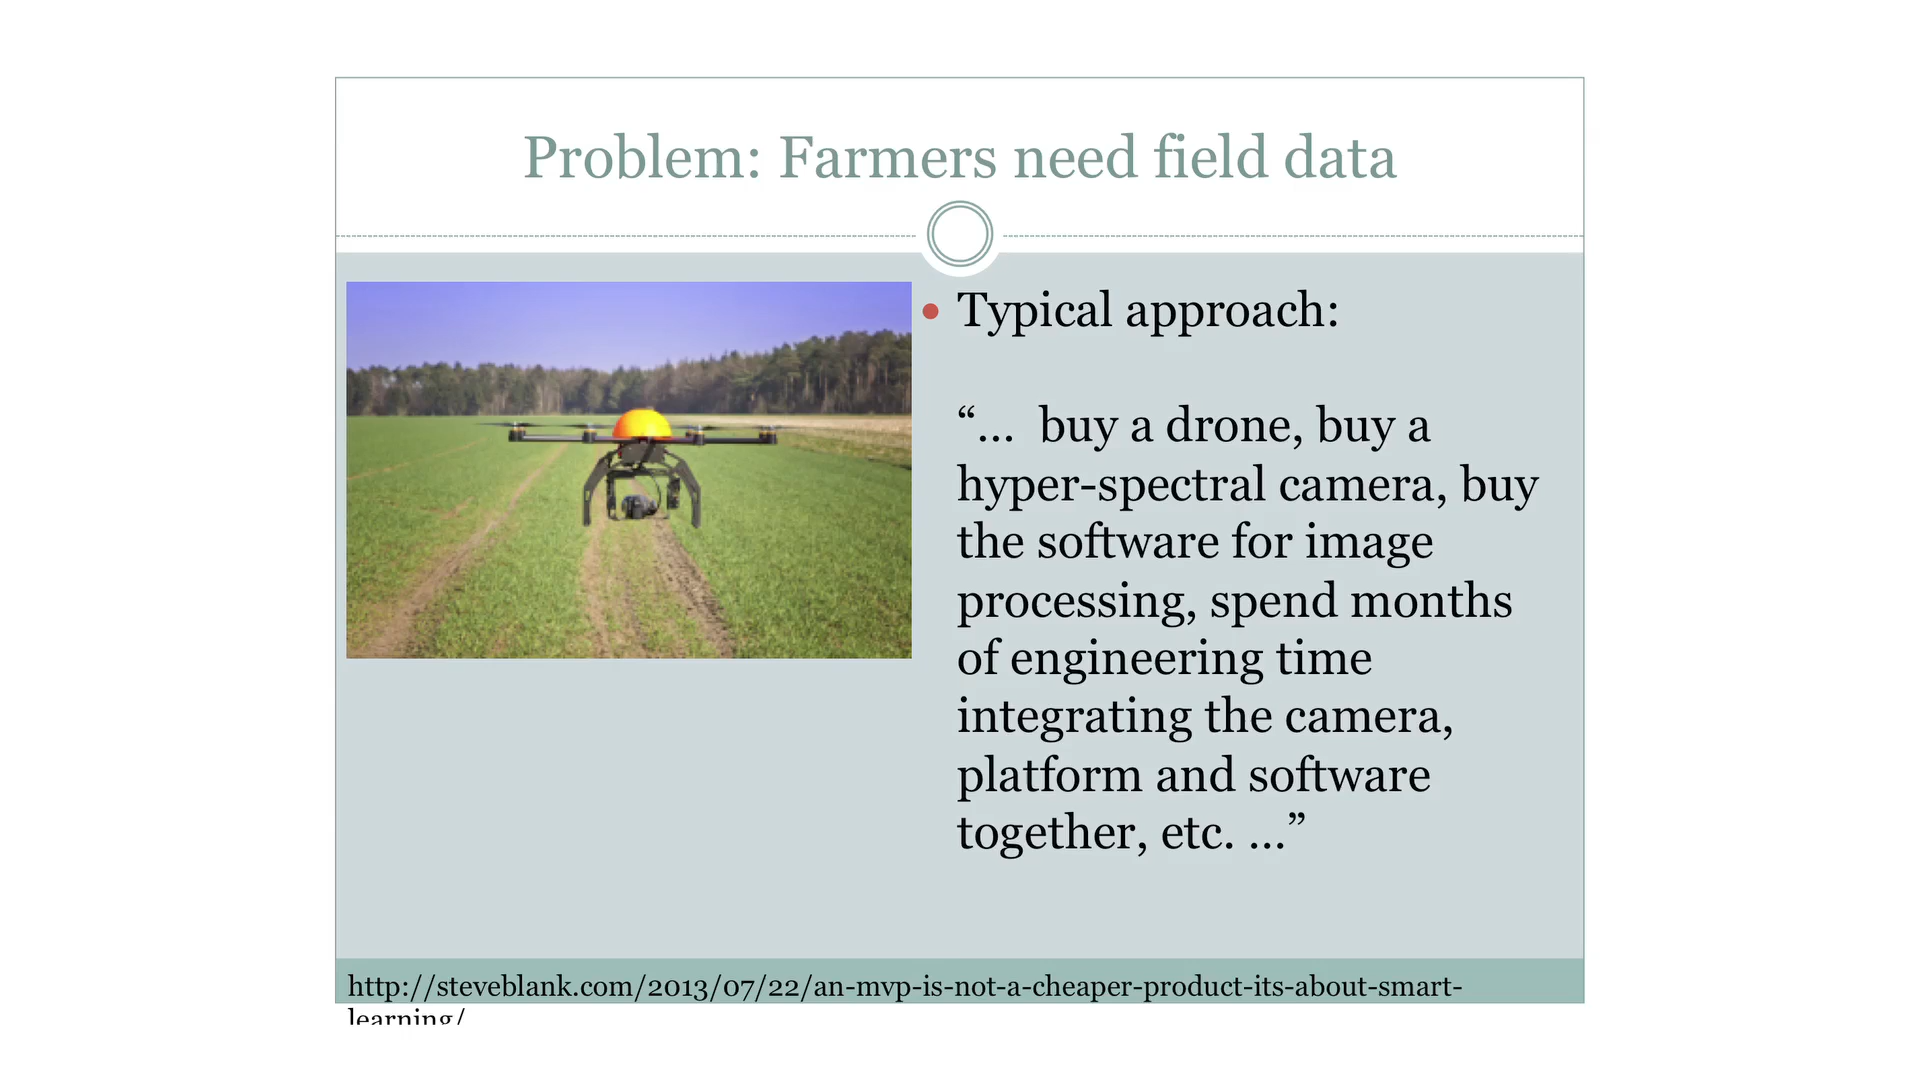 Problem: Farmers need field data
• Typical approach:
“… buy a drone, buy a
hyper-spectral camera, buy
the software for image
processing, spend months
of engineering time
integrating the camera,
platform and software
together, etc. …”
http://steveblank.com/2013/07/22/an-mvp-is-not-a-cheaper-product-its-about-smart-
learning/